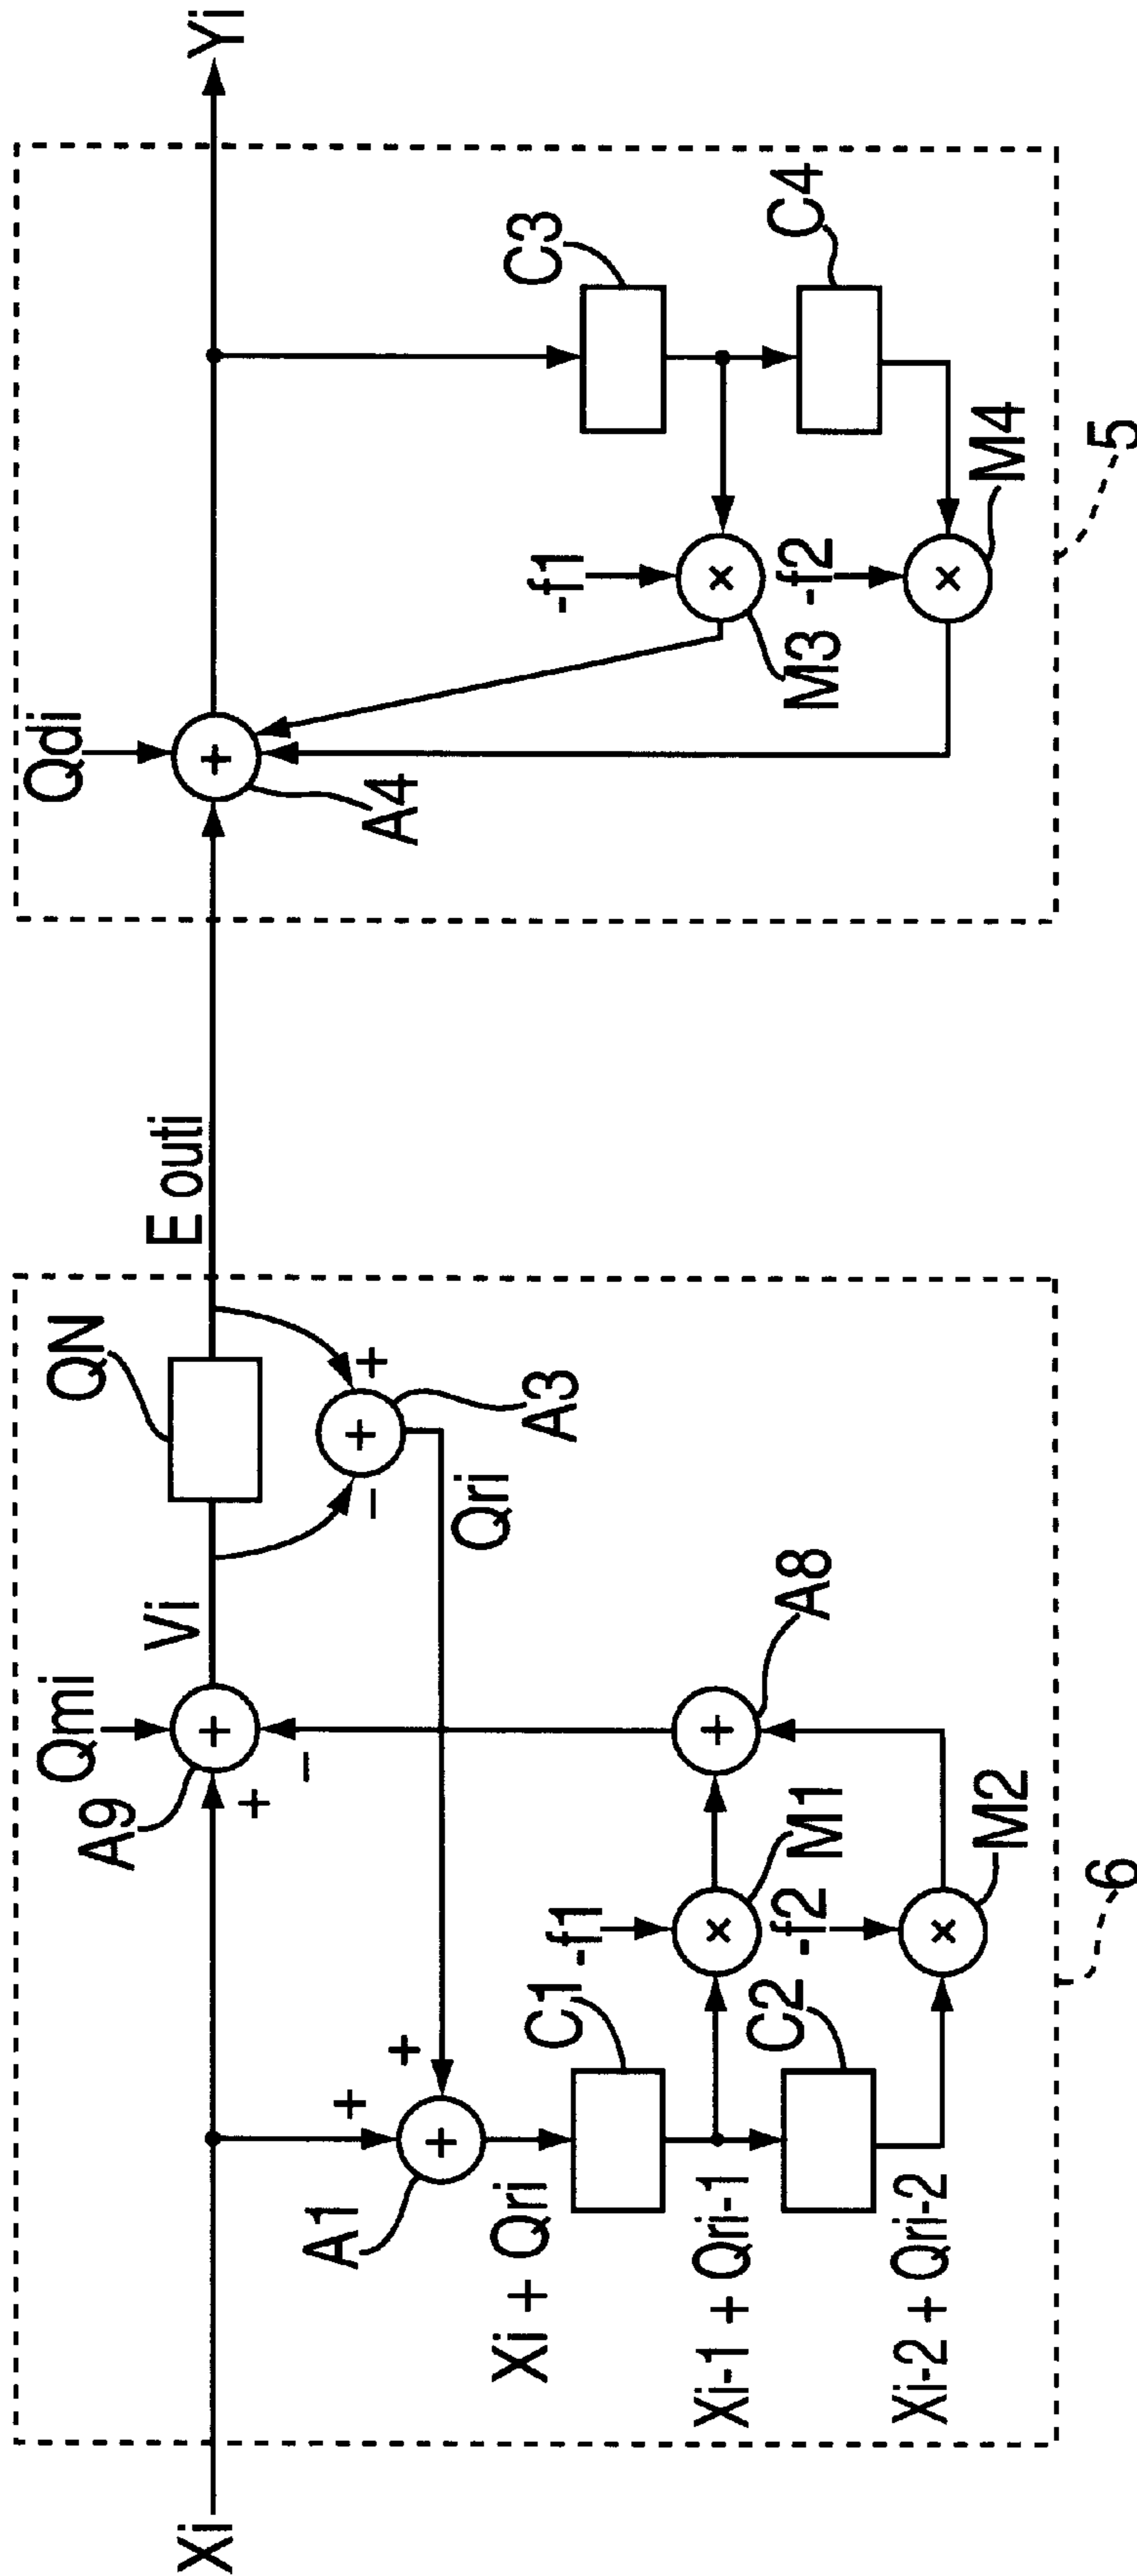 Xi
A9
Qmi
+
+
−
Vi
QN
E outi
+
−
A3
Qri
+
+
+
+
A1
Xi + Qri
C1
-f1
×
M1
+
A8
Xi-1 + Qri-1
C2
-f2
×
M2
Xi-2 + Qri-2
6
Qdi
+
A4
Yi
C3
-f1
×
M3
C4
-f2
×
M4
5